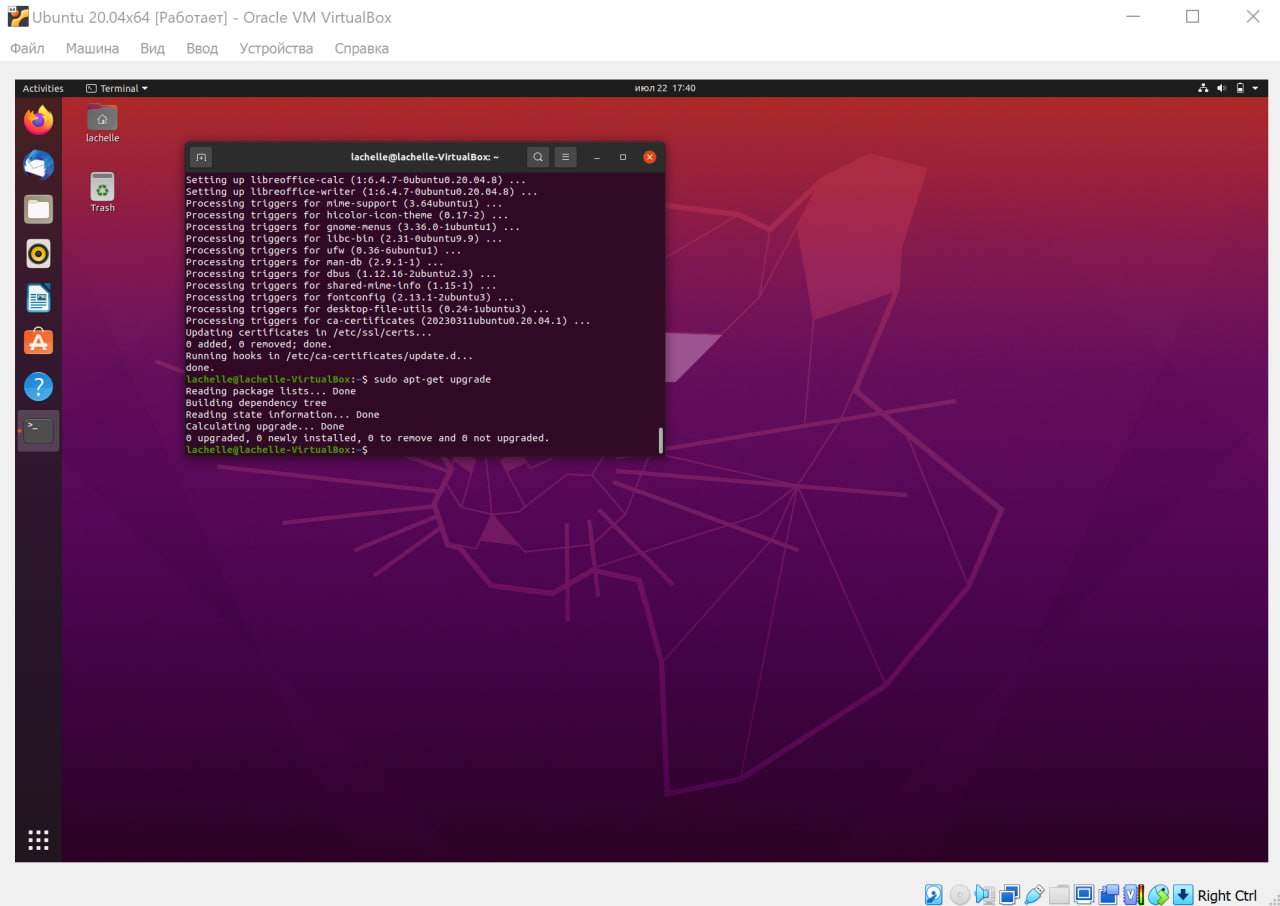 Ubuntu 20.04x64 [Работает] - Oracle VM VirtualBox
Файл Машина Вид Ввод Устройства Справка
Activities Terminal июл 22 17:40
lachelle
Trash
lachelle@lachelle-VirtualBox: ~
Setting up libreoffice-calc (1:6.4.7-0ubuntu0.20.04.8) ...
Setting up libreoffice-writer (1:6.4.7-0ubuntu0.20.04.8) ...
Processing triggers for mime-support (3.64ubuntu1) ...
Processing triggers for hicolor-icon-theme (0.17-2) ...
Processing triggers for gnome-menus (3.36.0-1ubuntu1) ...
Processing triggers for libc-bin (2.31-0ubuntu9.9) ...
Processing triggers for ufw (0.36-6ubuntu1) ...
Processing triggers for man-db (2.9.1-1) ...
Processing triggers for dbus (1.12.16-2ubuntu2.3) ...
Processing triggers for shared-mime-info (1.15-1) ...
Processing triggers for fontconfig (2.13.1-2ubuntu3) ...
Processing triggers for desktop-file-utils (0.24-1ubuntu3) ...
Processing triggers for ca-certificates (20230311ubuntu0.20.04.1) ...
Updating certificates in /etc/ssl/certs...
0 added, 0 removed; done.
Running hooks in /etc/ca-certificates/update.d...
done.
lachelle@lachelle-VirtualBox:~$ sudo apt-get upgrade
Reading package lists... Done
Building dependency tree
Reading state information... Done
Calculating upgrade... Done
0 upgraded, 0 newly installed, 0 to remove and 0 not upgraded.
lachelle@lachelle-VirtualBox:~$
Right Ctrl